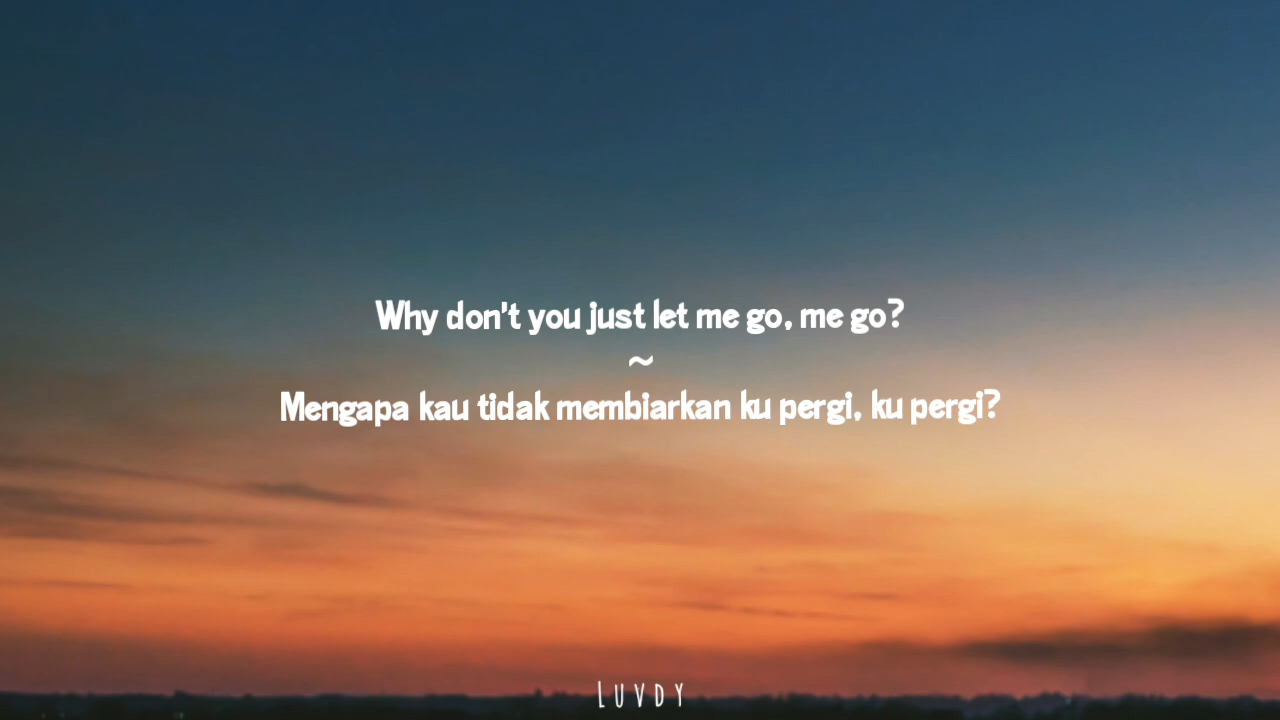 Why don't you just let me go, me go?
~
Mengapa kau tidak membiarkan ku pergi, ku pergi?
LUVDY